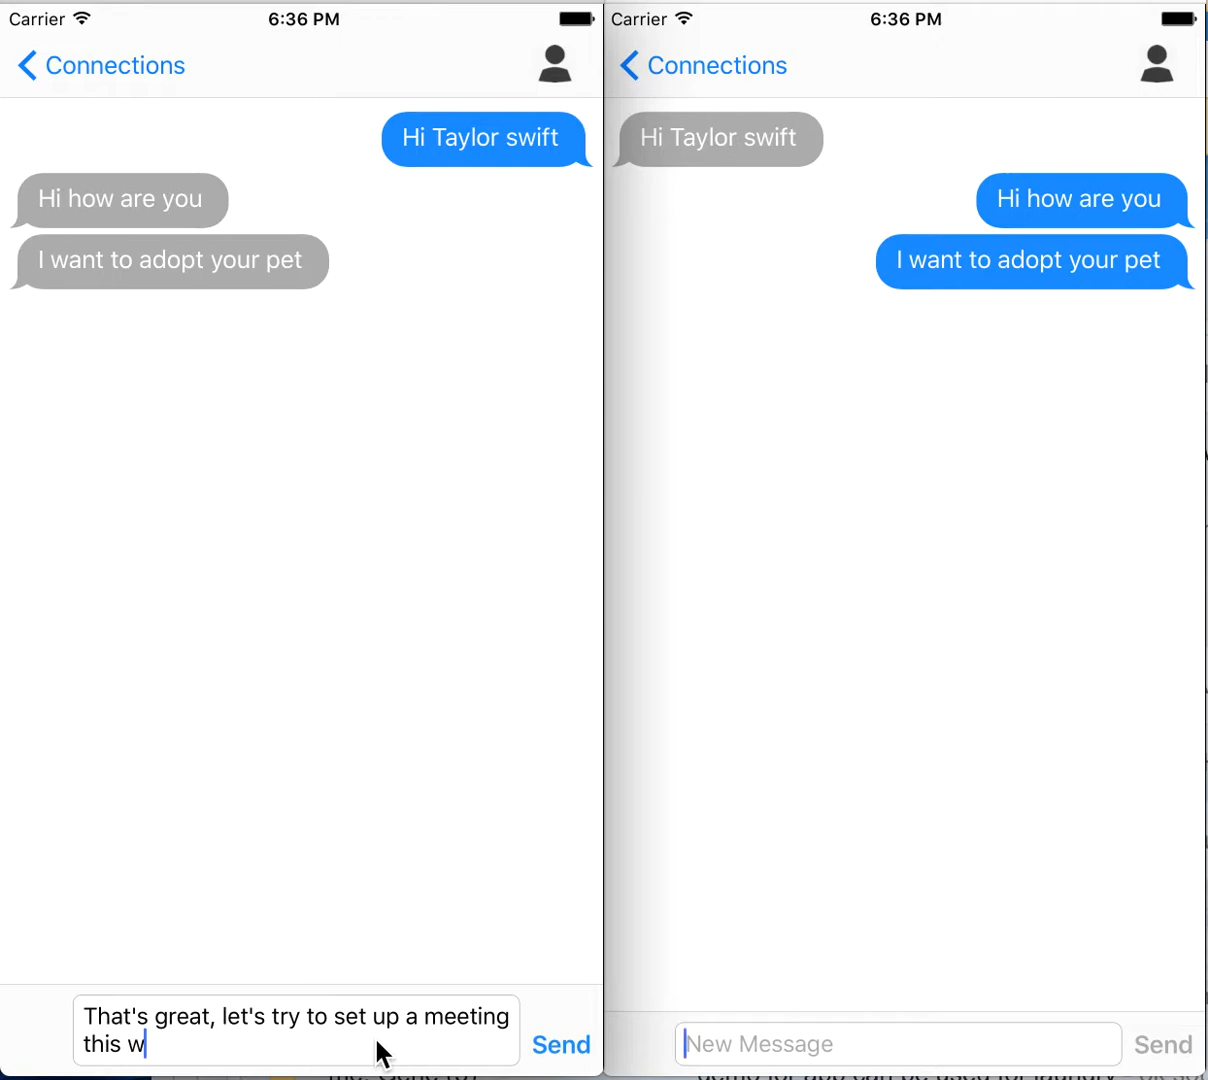 Carrier 6:36 PM
Connections
Hi Taylor swift
Hi how are you
I want to adopt your pet
That's great, let's try to set up a meeting
this w
Send
Carrier 6:36 PM
Connections
Hi Taylor swift
Hi how are you
I want to adopt your pet
New Message
Send